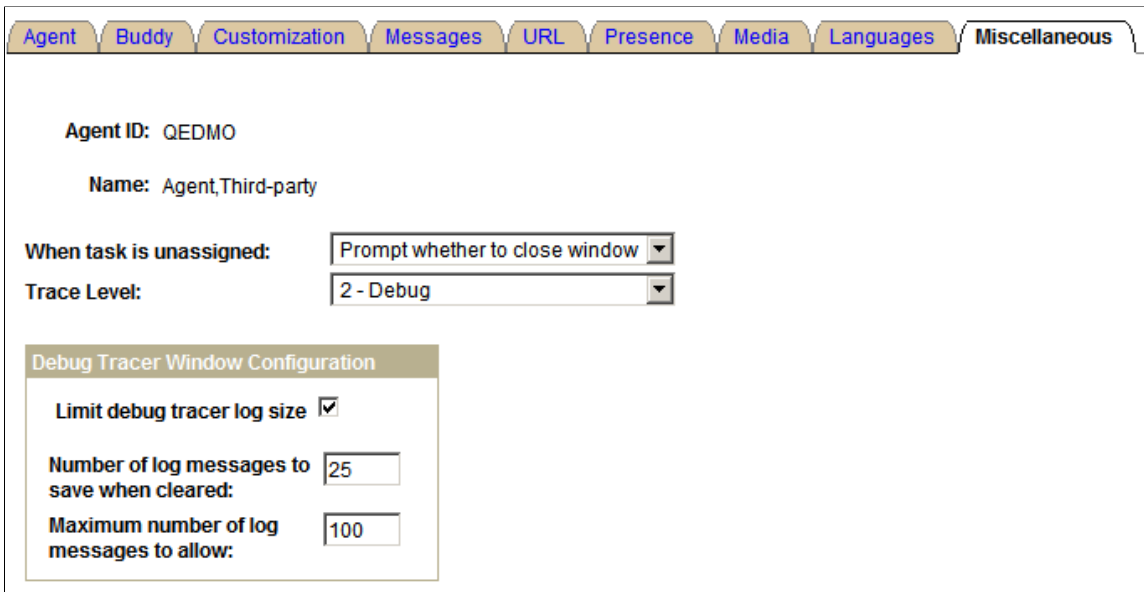 Agent Buddy Customization Messages URL Presence Media Languages Miscellaneous
Agent ID: QEDMO
Name: Agent,Third-party
When task is unassigned: Prompt whether to close window
Trace Level: 2 - Debug
Debug Tracer Window Configuration
Limit debug tracer log size
Number of log messages to 25
save when cleared:
Maximum number of log 100
messages to allow: